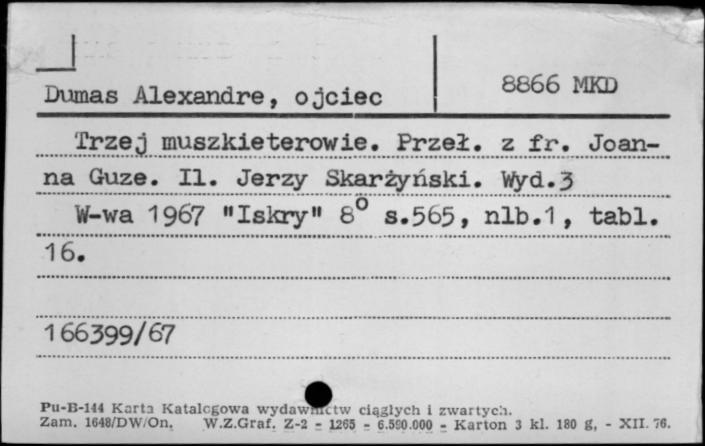 8866 MKD
Dumas Alexandre, ojciec
Trzej muszkieterowie. Przeł. z fr. Joan-
na Guze. Il. Jerzy Skarżyński. Wyd.3
W-wa 1967 "Iskry" 8° s.565, nlb.1, tabl.
16.
166399/67
Pu-B-144 Karta Katalogowa wydawnictw ciągłych i zwartych.
Zam. 1648/DW/On. W.Z.Graf. Z-2 - 1265 - 6.590.000 - Karton 3 kl. 180 g, - XII. 76.